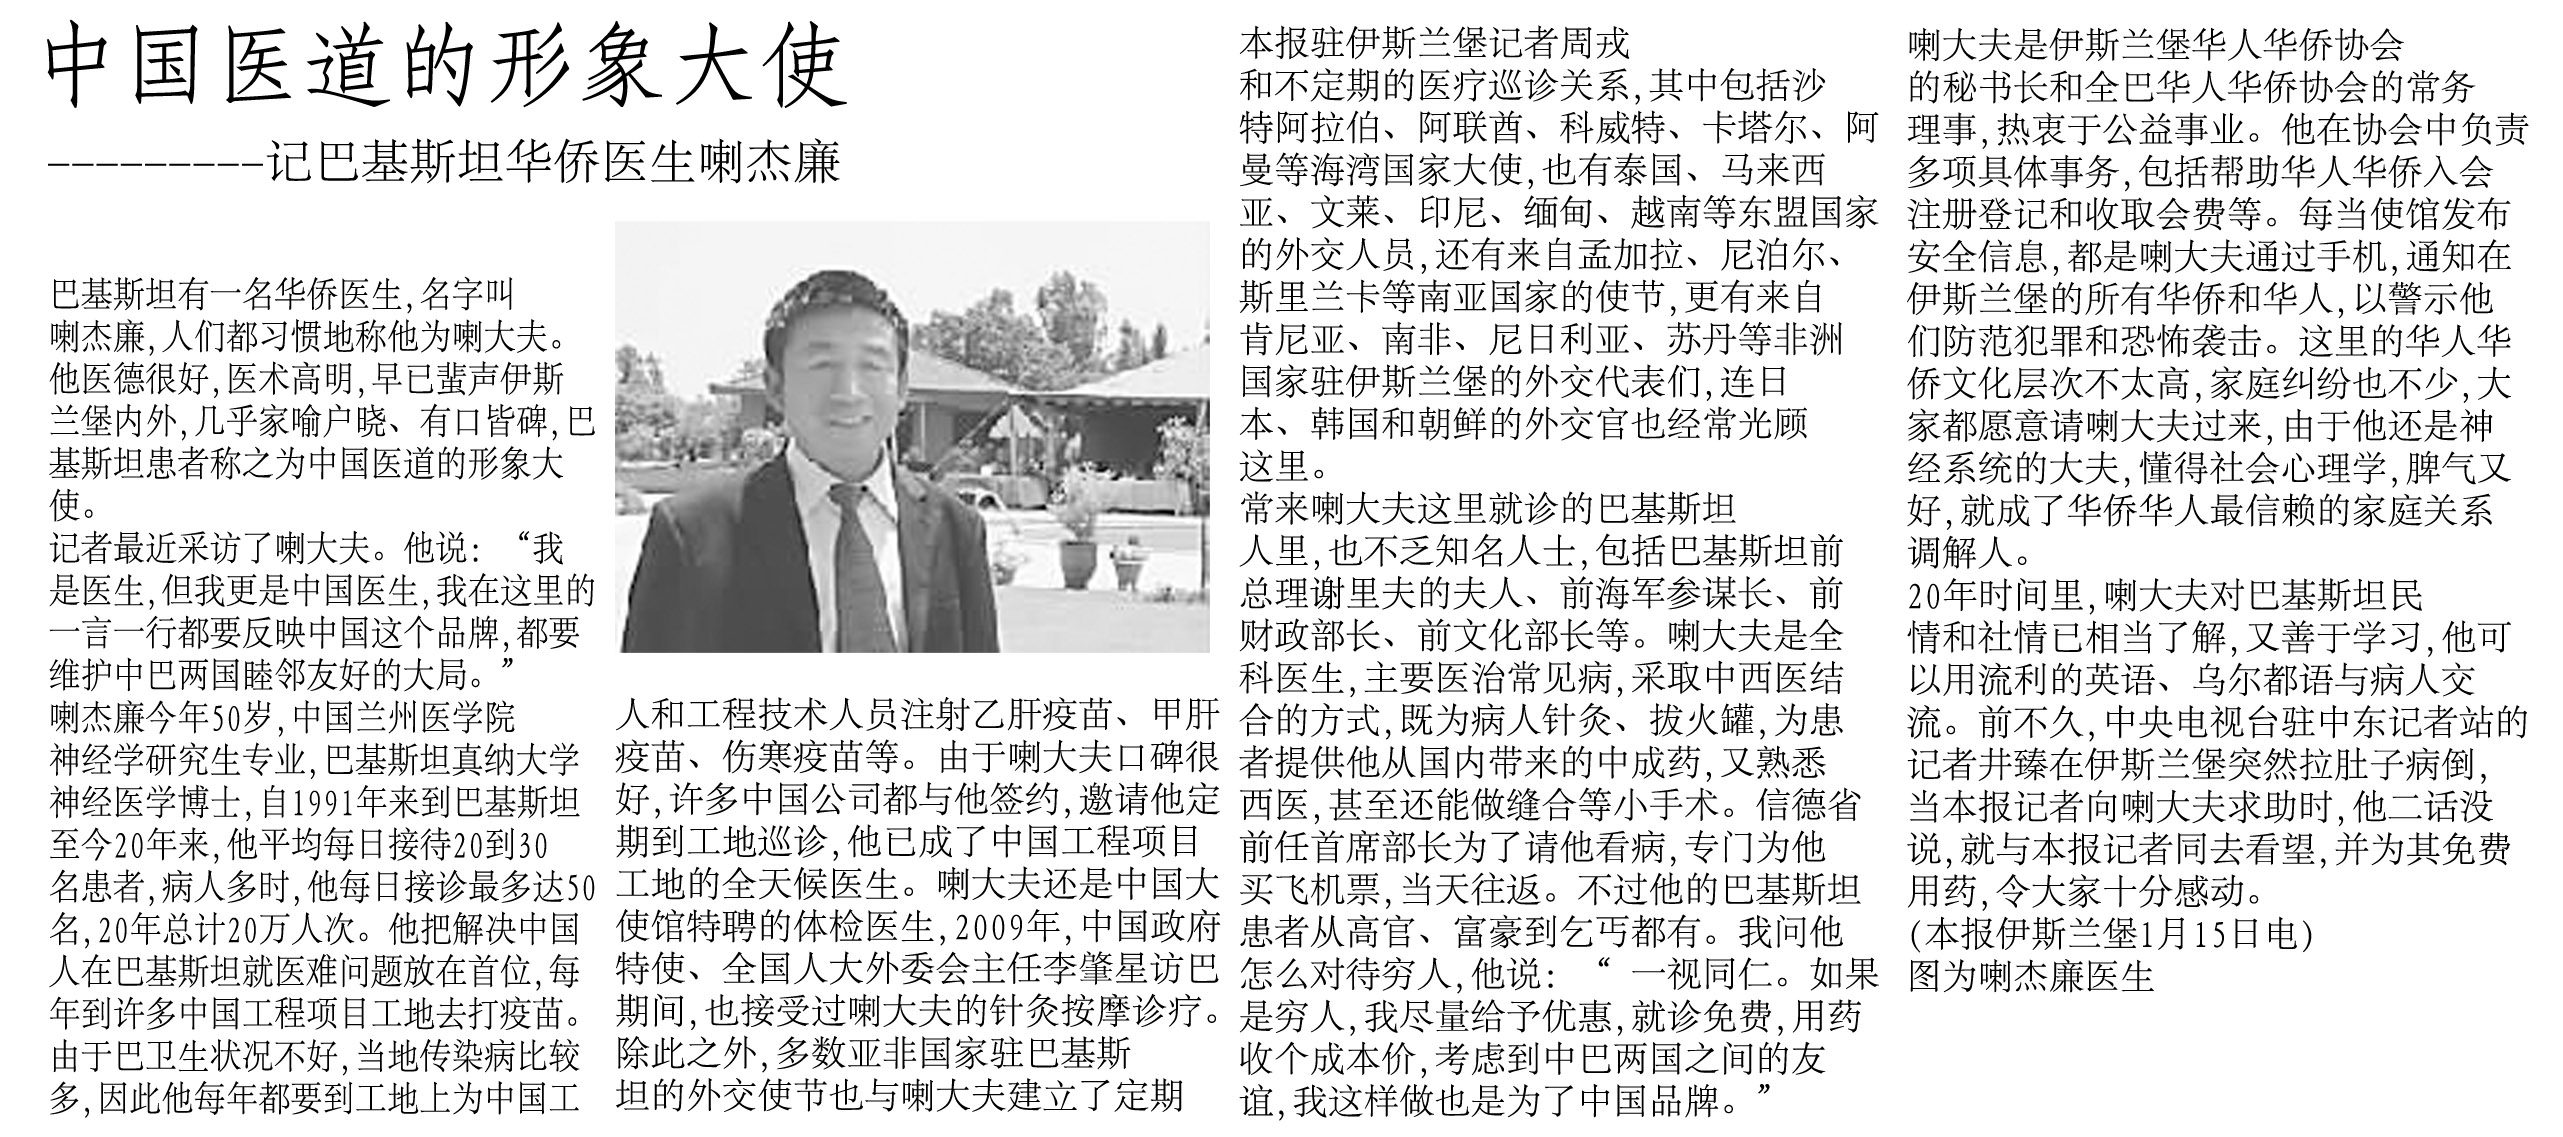 中国医道的形象大使
---------记巴基斯坦华侨医生喇杰廉
巴基斯坦有一名华侨医生,名字叫
喇杰廉,人们都习惯地称他为喇大夫。
他医德很好,医术高明,早已蜚声伊斯
兰堡内外,几乎家喻户晓、有口皆碑,巴
基斯坦患者称之为中国医道的形象大
使。
记者最近采访了喇大夫。他说：“我
是医生,但我更是中国医生,我在这里的
一言一行都要反映中国这个品牌,都要
维护中巴两国睦邻友好的大局。”
喇杰廉今年50岁,中国兰州医学院
神经学研究生专业,巴基斯坦真纳大学
神经医学博士,自1991年来到巴基斯坦
至今20年来,他平均每日接待20到30
名患者,病人多时,他每日接诊最多达50
名,20年总计20万人次。他把解决中国
人在巴基斯坦就医难问题放在首位,每
年到许多中国工程项目工地去打疫苗。
由于巴卫生状况不好,当地传染病比较
多,因此他每年都要到工地上为中国工
人和工程技术人员注射乙肝疫苗、甲肝
疫苗、伤寒疫苗等。由于喇大夫口碑很
好,许多中国公司都与他签约,邀请他定
期到工地巡诊,他已成了中国工程项目
工地的全天候医生。喇大夫还是中国大
使馆特聘的体检医生,2009年,中国政府
特使、全国人大外委会主任李肇星访巴
期间,也接受过喇大夫的针灸按摩诊疗。
除此之外,多数亚非国家驻巴基斯
坦的外交使节也与喇大夫建立了定期
本报驻伊斯兰堡记者周戎
和不定期的医疗巡诊关系,其中包括沙
特阿拉伯、阿联酋、科威特、卡塔尔、阿
曼等海湾国家大使,也有泰国、马来西
亚、文莱、印尼、缅甸、越南等东盟国家
的外交人员,还有来自孟加拉、尼泊尔、
斯里兰卡等南亚国家的使节,更有来自
肯尼亚、南非、尼日利亚、苏丹等非洲
国家驻伊斯兰堡的外交代表们,连日
本、韩国和朝鲜的外交官也经常光顾
这里。
常来喇大夫这里就诊的巴基斯坦
人里,也不乏知名人士,包括巴基斯坦前
总理谢里夫的夫人、前海军参谋长、前
财政部长、前文化部长等。喇大夫是全
科医生,主要医治常见病,采取中西医结
合的方式,既为病人针灸、拔火罐,为患
者提供他从国内带来的中成药,又熟悉
西医,甚至还能做缝合等小手术。信德省
前任首席部长为了请他看病,专门为他
买飞机票,当天往返。不过他的巴基斯坦
患者从高官、富豪到乞丐都有。我问他
怎么对待穷人,他说：“ 一视同仁。如果
是穷人,我尽量给予优惠,就诊免费,用药
收个成本价,考虑到中巴两国之间的友
谊,我这样做也是为了中国品牌。”
喇大夫是伊斯兰堡华人华侨协会
的秘书长和全巴华人华侨协会的常务
理事,热衷于公益事业。他在协会中负责
多项具体事务,包括帮助华人华侨入会
注册登记和收取会费等。每当使馆发布
安全信息,都是喇大夫通过手机,通知在
伊斯兰堡的所有华侨和华人,以警示他
们防范犯罪和恐怖袭击。这里的华人华
侨文化层次不太高,家庭纠纷也不少,大
家都愿意请喇大夫过来,由于他还是神
经系统的大夫,懂得社会心理学,脾气又
好,就成了华侨华人最信赖的家庭关系
调解人。
20年时间里,喇大夫对巴基斯坦民
情和社情已相当了解,又善于学习,他可
以用流利的英语、乌尔都语与病人交
流。前不久,中央电视台驻中东记者站的
记者井臻在伊斯兰堡突然拉肚子病倒,
当本报记者向喇大夫求助时,他二话没
说,就与本报记者同去看望,并为其免费
用药,令大家十分感动。
(本报伊斯兰堡1月15日电)
图为喇杰廉医生